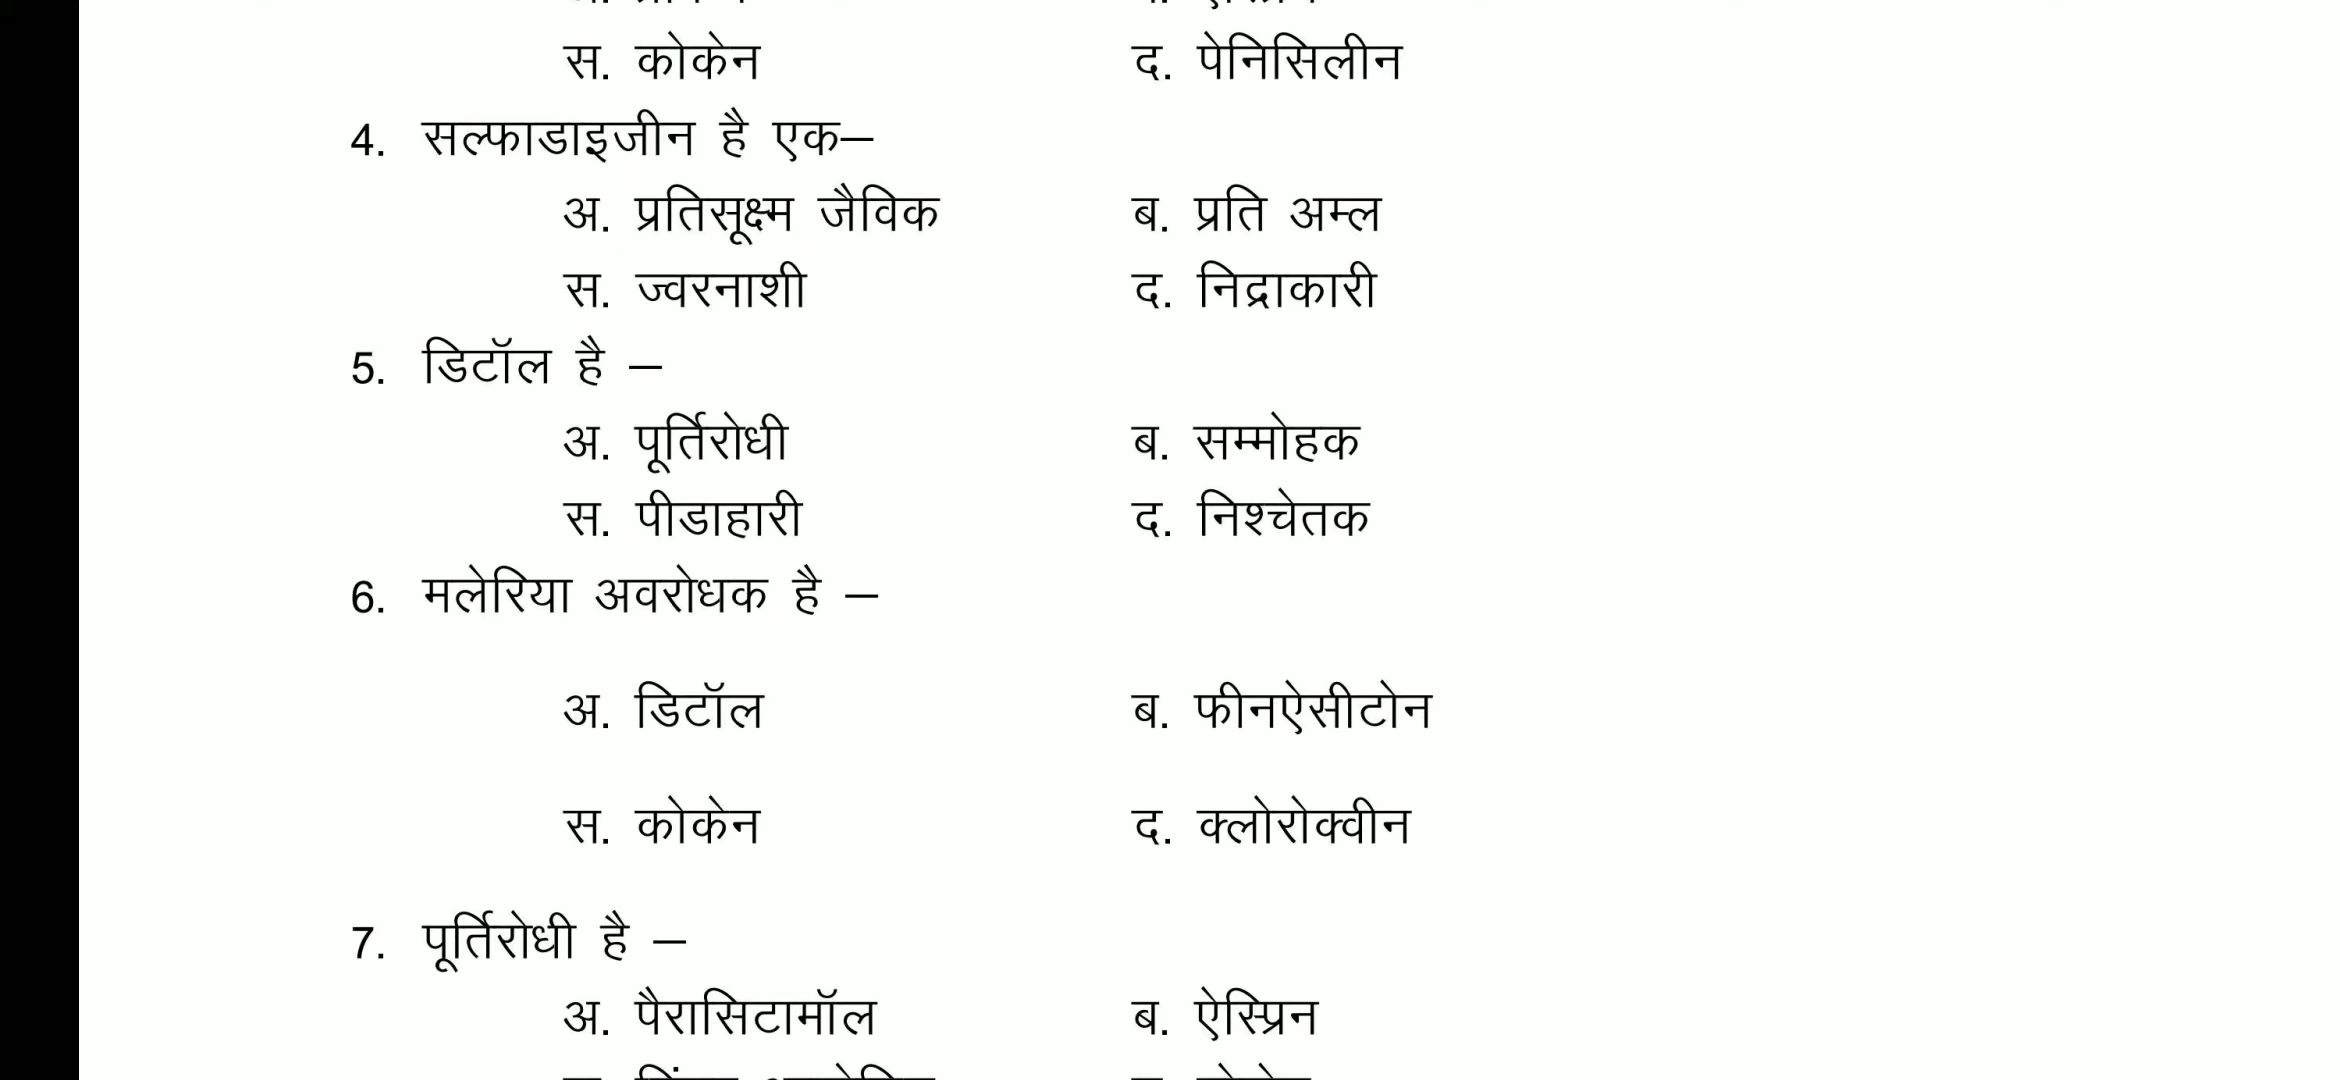 स. कोकेन द. पेनिसिलीन
4. सल्फाडाइजीन है एक–
अ. प्रतिसूक्ष्म जैविक ब. प्रति अम्ल
स. ज्वरनाशी द. निद्राकारी
5. डिटॉल है –
अ. पूर्तिरोधी ब. सम्मोहक
स. पीडाहारी द. निश्चेतक
6. मलेरिया अवरोधक है –
अ. डिटॉल ब. फीनऐसीटोन
स. कोकेन द. क्लोरोक्वीन
7. पूर्तिरोधी है –
अ. पैरासिटामॉल ब. ऐस्प्रिन